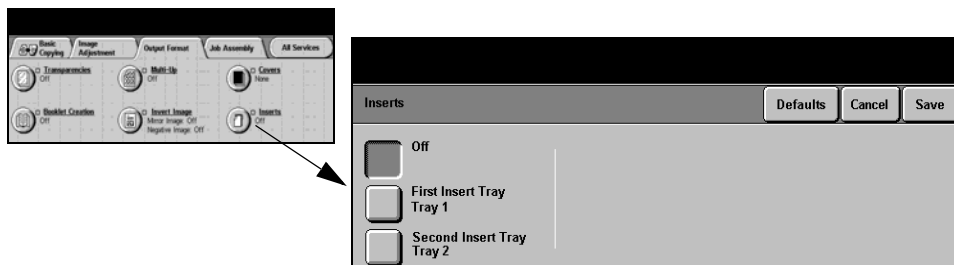 Basic Copying
Image Adjustment
Output Format
Job Assembly
All Services
Transparencies
Off
Multi-Up
Off
Covers
None
Booklet Creation
Off
Invert Image
Mirror Image: Off
Negative Image: Off
Inserts
Off
Inserts
Defaults
Cancel
Save
Off
First Insert Tray
Tray 1
Second Insert Tray
Tray 2